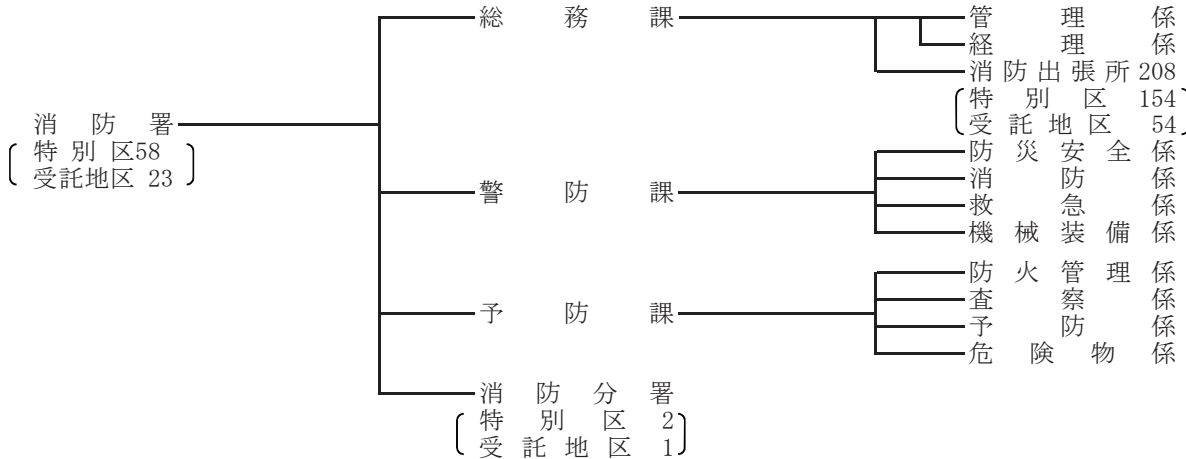 消防署
特別区58
受託地区 23
総務課
管理係
経理係
消防出張所 208
特別区 154
受託地区 54
警防課
防災安全係
消防係
救急係
機械装備係
予防課
防火管理係
査察係
予防係
危険物係
消防分署
特別区 2
受託地区 1